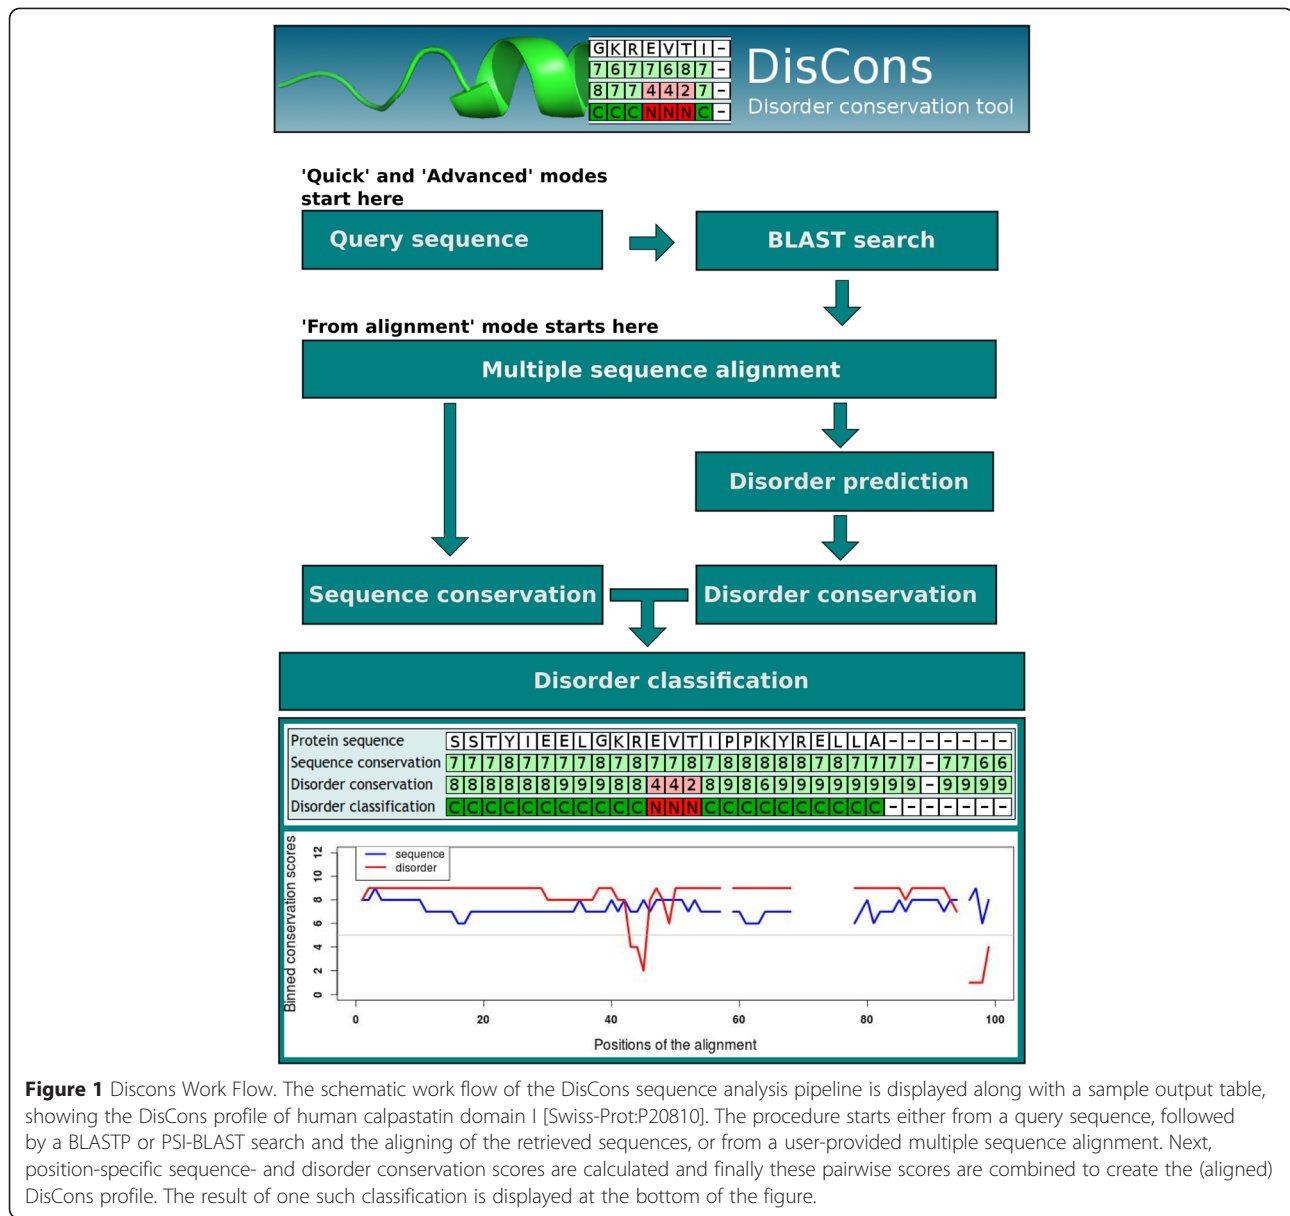 GKREVTI-
7677687-
8774427-
CCCNNNC-
DisCons
Disorder conservation tool
'Quick' and 'Advanced' modes
start here
Query sequence
BLAST search
'From alignment' mode starts here
Multiple sequence alignment
Disorder prediction
Sequence conservation
Disorder conservation
Disorder classification
Protein sequence SSTYIEELGKREVTIPPKYRELLA-------
Sequence conservation 77787777878778788888787777-7766
Disorder conservation 88888899988442898699999999-9999
Disorder classification CCCCCCCCCCCNNNCCCCCCCCCC-------
Binned conservation scores
12
10
8
6
4
2
0
sequence
disorder
0 20 40 60 80 100
Positions of the alignment
Figure 1 Discons Work Flow. The schematic work flow of the DisCons sequence analysis pipeline is displayed along with a sample output table,
showing the DisCons profile of human calpastatin domain I [Swiss-Prot:P20810]. The procedure starts either from a query sequence, followed
by a BLASTP or PSI-BLAST search and the aligning of the retrieved sequences, or from a user-provided multiple sequence alignment. Next,
position-specific sequence- and disorder conservation scores are calculated and finally these pairwise scores are combined to create the (aligned)
DisCons profile. The result of one such classification is displayed at the bottom of the figure.